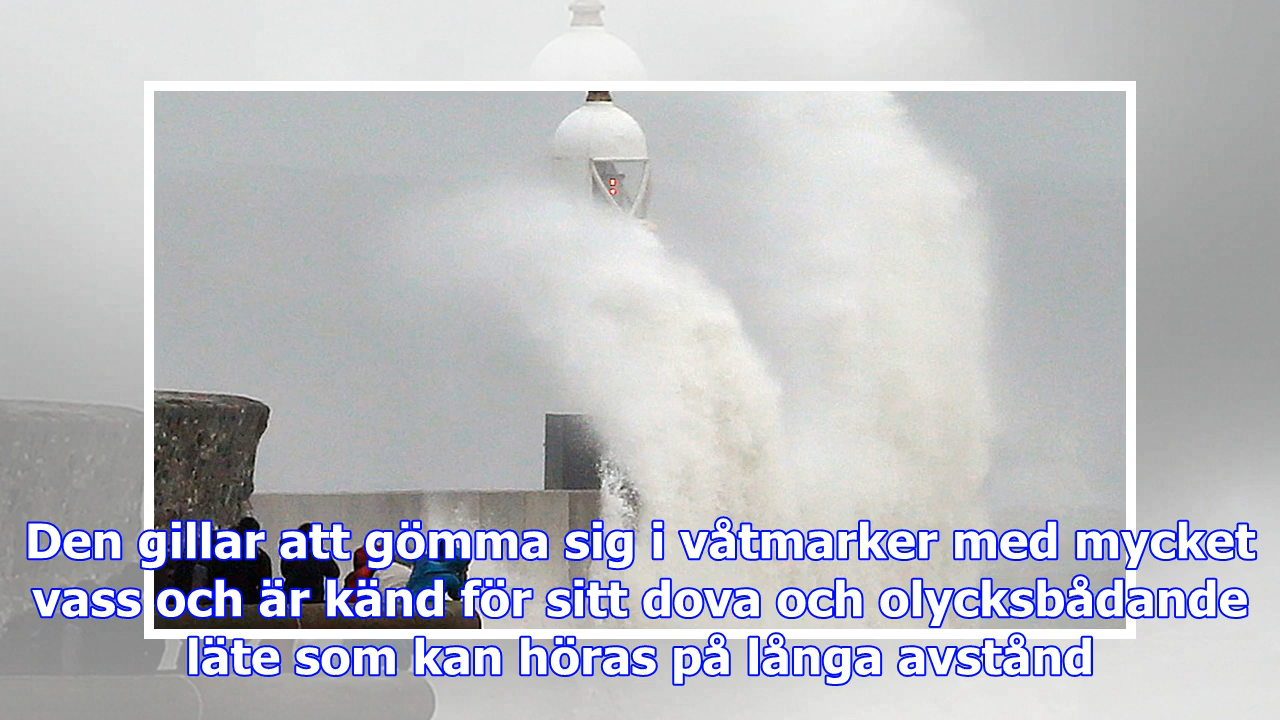 Den gillar att gömma sig i våtmarker med mycket
vass och är känd för sitt dova och olycksbådande
läte som kan höras på långa avstånd